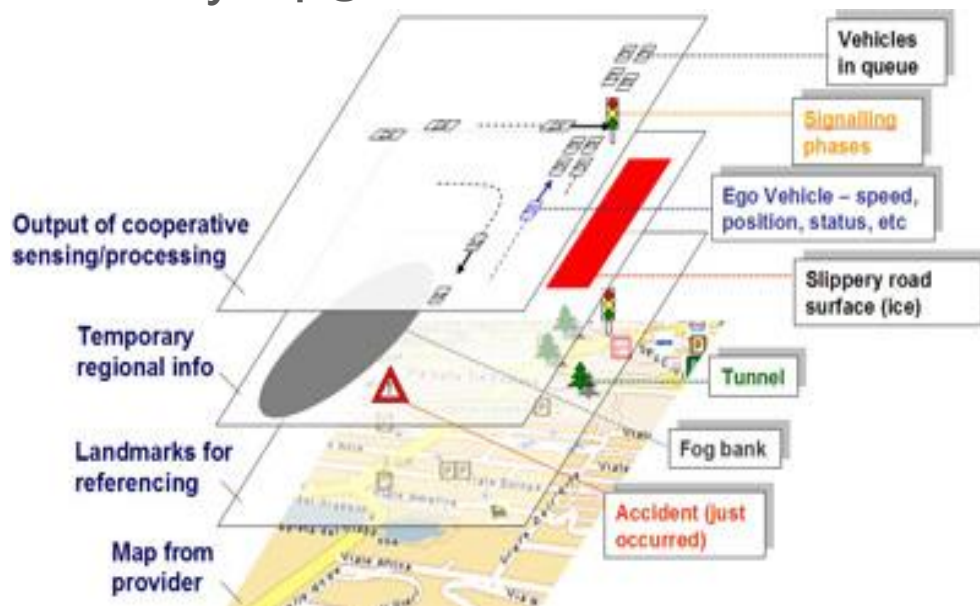 Vehicles
in queue
Signalling
phases
Ego Vehicle – speed,
position, status, etc
Output of cooperative
sensing/processing
Slippery road
surface (ice)
Temporary
regional info
Tunnel
Fog bank
Landmarks for
referencing
Accident (just
occurred)
Map from
provider